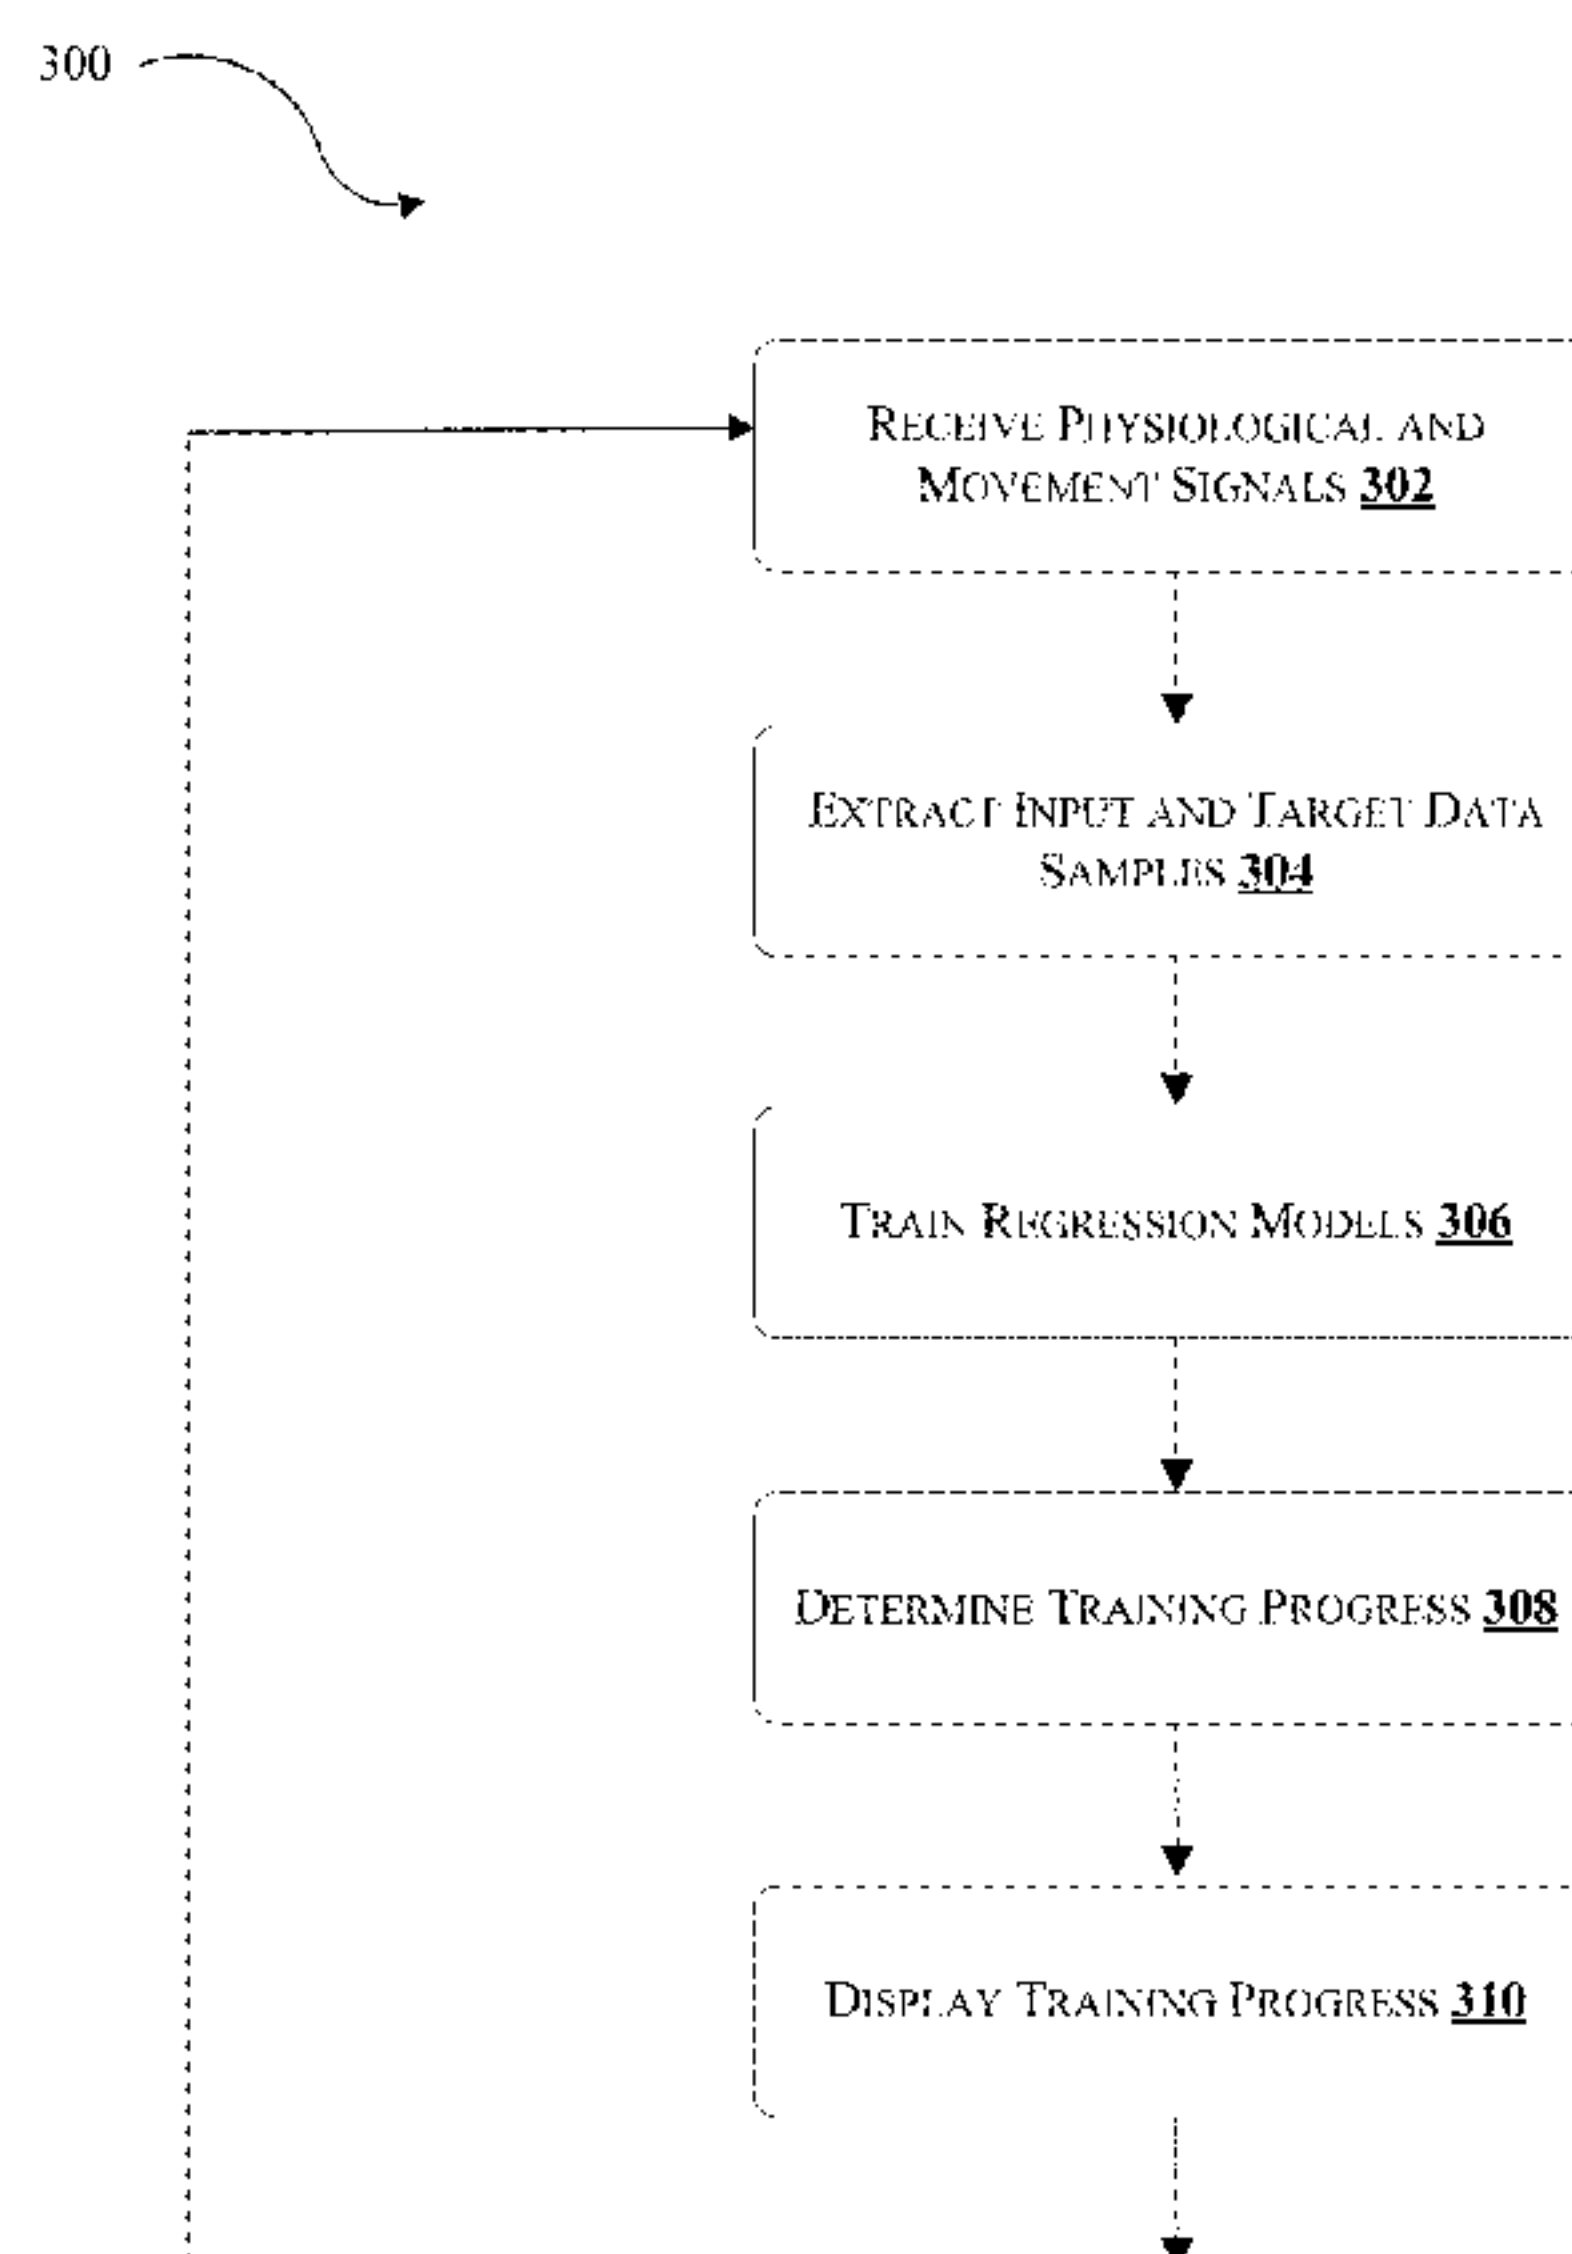 300
RECEIVE PHYSIOLOGICAL AND
MOVEMENT SIGNALS 302
EXTRACT INPUT AND TARGET DATA
SAMPLES 304
TRAIN REGRESSION MODELS 306
DETERMINE TRAINING PROGRESS 308
DISPLAY TRAINING PROGRESS 310